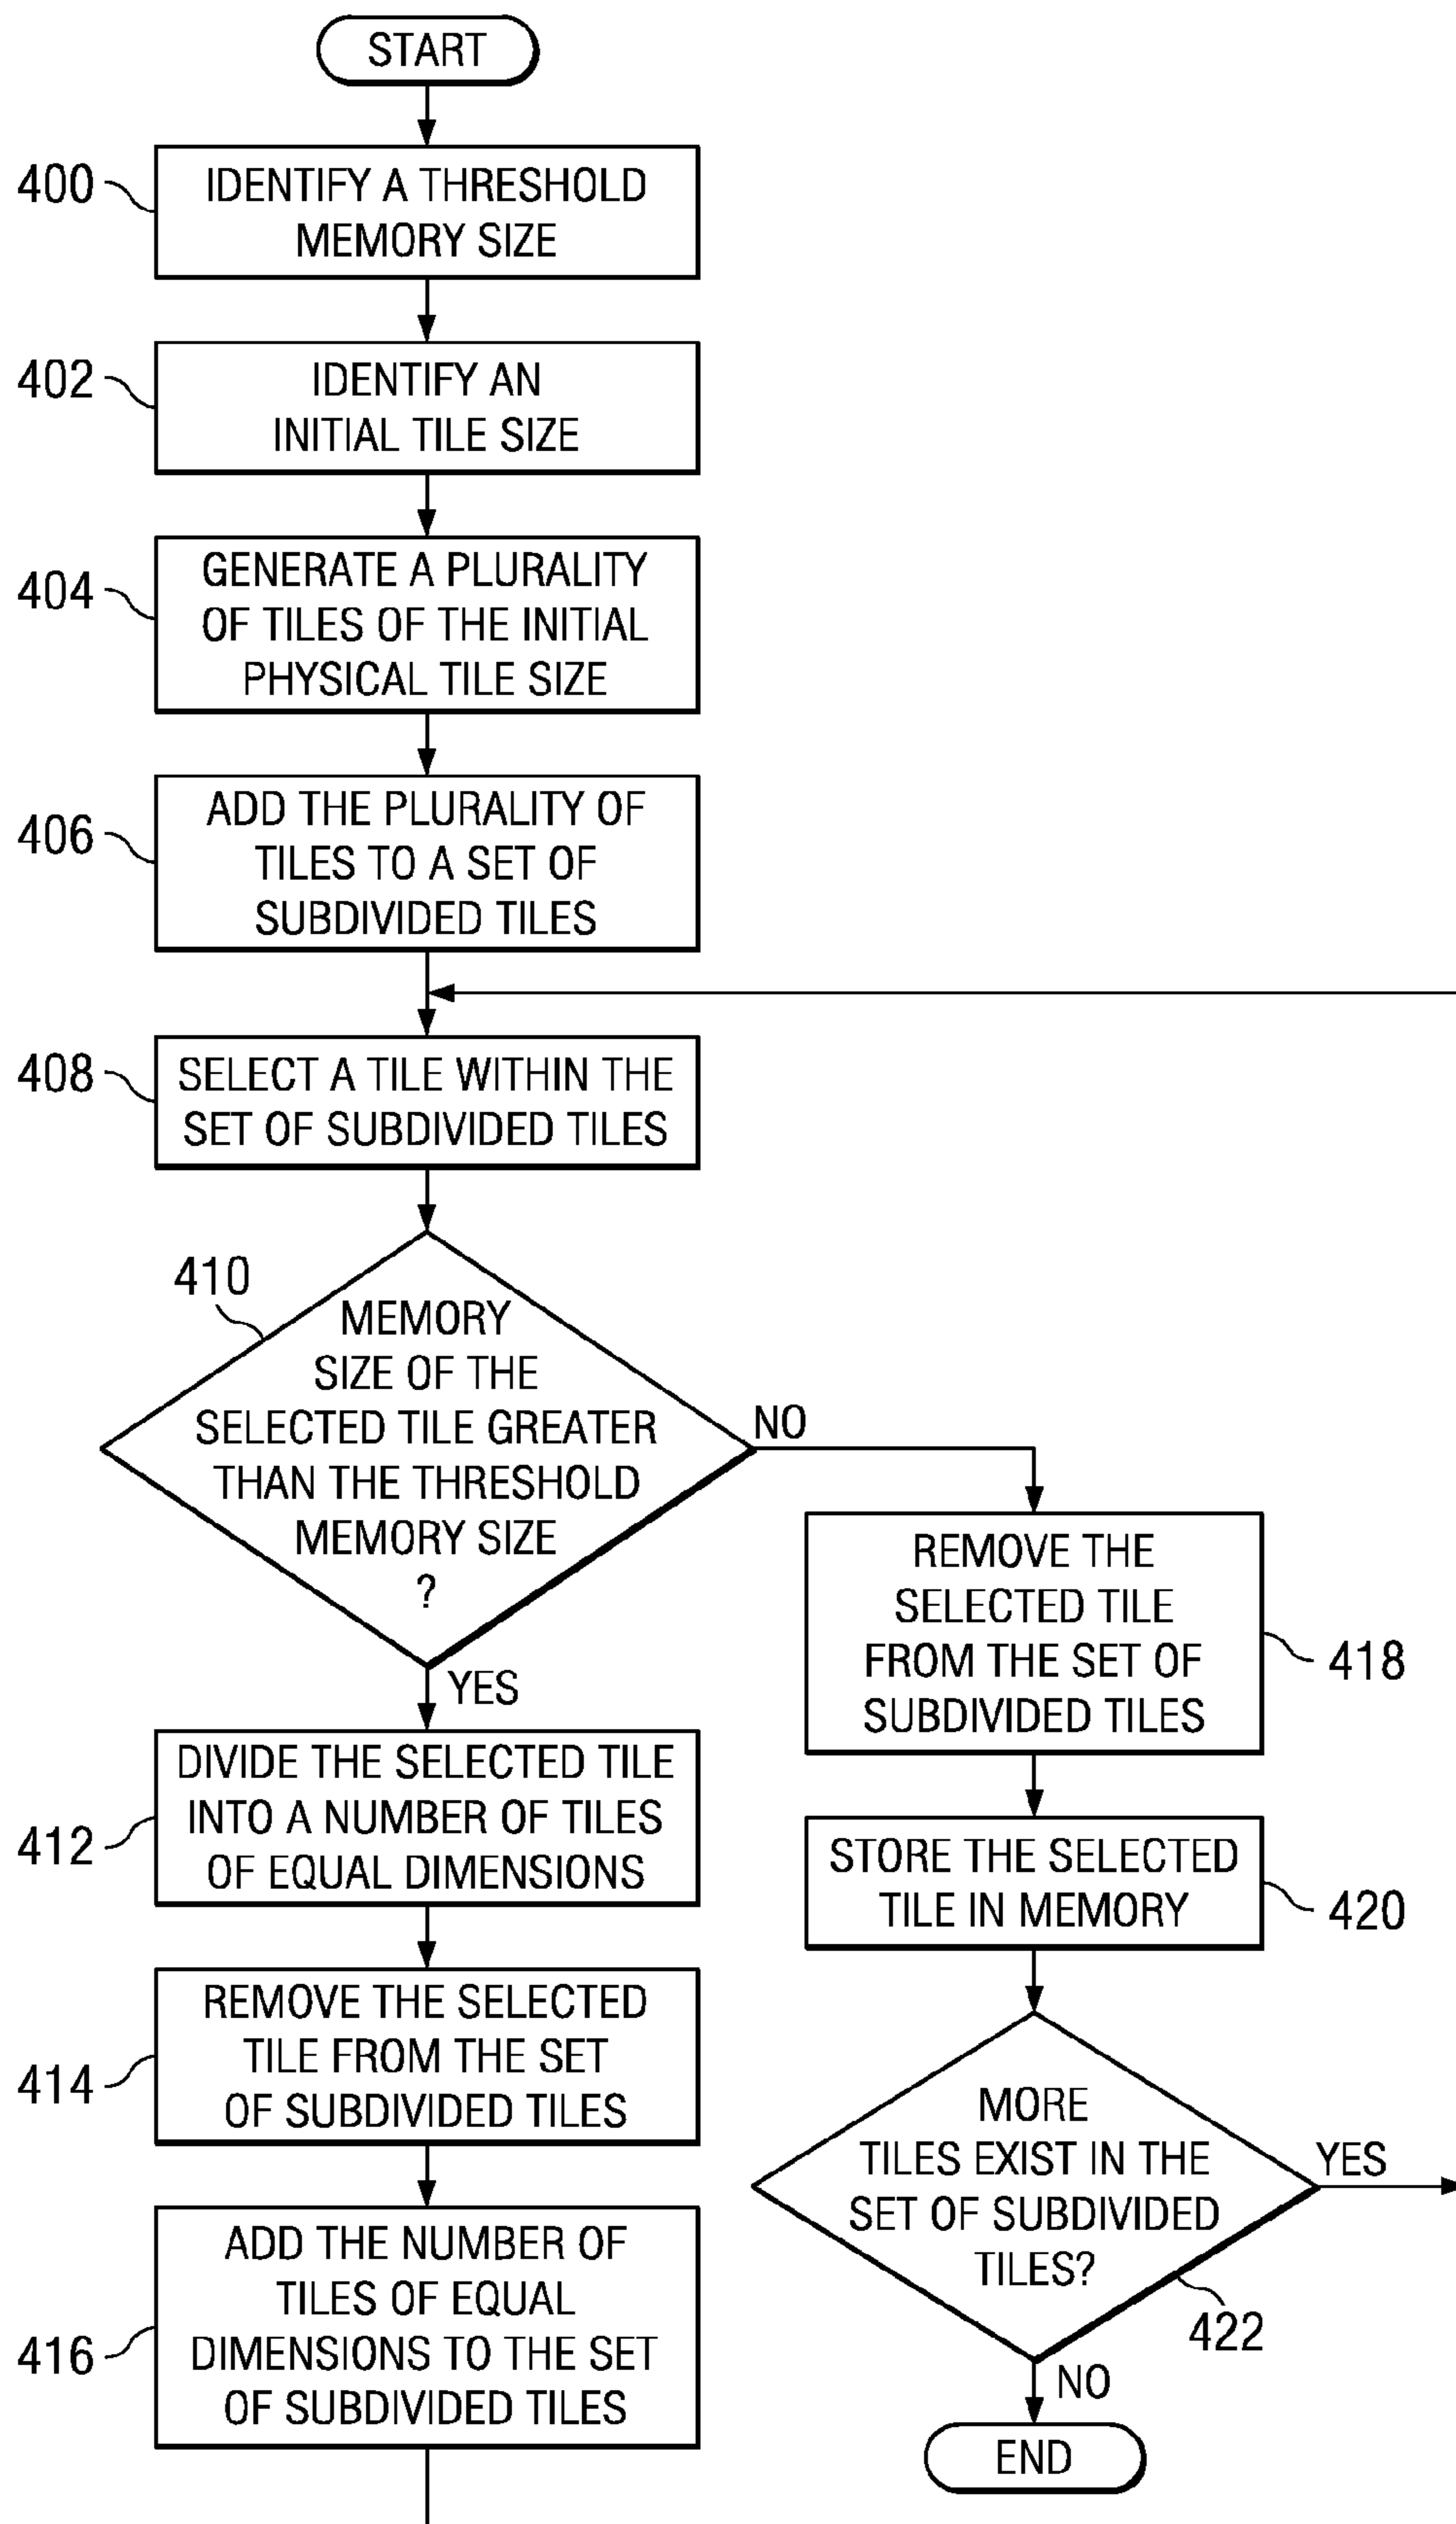 START
400
IDENTIFY A THRESHOLD
MEMORY SIZE
402
IDENTIFY AN
INITIAL TILE SIZE
404
GENERATE A PLURALITY
OF TILES OF THE INITIAL
PHYSICAL TILE SIZE
406
ADD THE PLURALITY OF
TILES TO A SET OF
SUBDIVIDED TILES
408
SELECT A TILE WITHIN THE
SET OF SUBDIVIDED TILES
410
MEMORY
SIZE OF THE
SELECTED TILE GREATER
THAN THE THRESHOLD
MEMORY SIZE
?
NO
YES
412
DIVIDE THE SELECTED TILE
INTO A NUMBER OF TILES
OF EQUAL DIMENSIONS
414
REMOVE THE SELECTED
TILE FROM THE SET
OF SUBDIVIDED TILES
416
ADD THE NUMBER OF
TILES OF EQUAL
DIMENSIONS TO THE SET
OF SUBDIVIDED TILES
REMOVE THE
SELECTED TILE
FROM THE SET OF
SUBDIVIDED TILES
418
STORE THE SELECTED
TILE IN MEMORY
420
MORE
TILES EXIST IN THE
SET OF SUBDIVIDED
TILES?
YES
422
NO
END